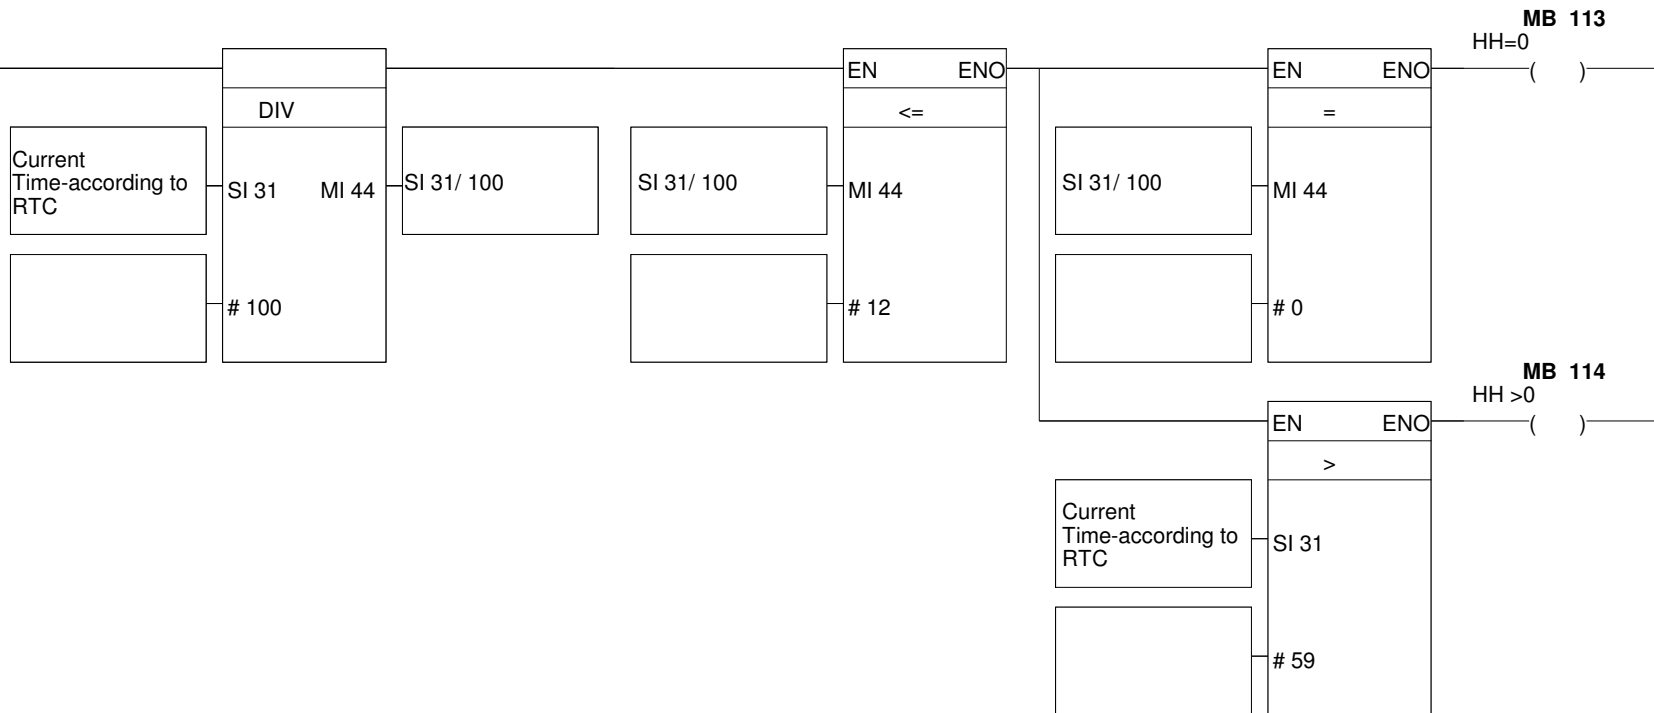 MB 113
HH=0
EN ENO
EN ENO
( )
DIV
<=
=
Current
Time-according to
RTC
SI 31 MI 44
SI 31/ 100
SI 31/ 100
MI 44
SI 31/ 100
MI 44
# 100
# 12
# 0
MB 114
HH >0
EN ENO
( )
>
Current
Time-according to
RTC
SI 31
# 59